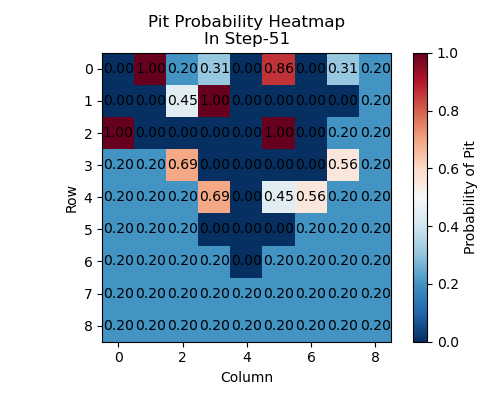 Pit Probability Heatmap
In Step-51
0 0.00 1.00 0.20 0.31 0.00 0.86 0.00 0.31 0.20
1 0.00 0.00 0.45 1.00 0.00 0.00 0.00 0.00 0.20
2 1.00 0.00 0.00 0.00 0.00 1.00 0.00 0.20 0.20
3 0.20 0.20 0.69 0.00 0.00 0.00 0.00 0.56 0.20
4 0.20 0.20 0.20 0.69 0.00 0.45 0.56 0.20 0.20
5 0.20 0.20 0.20 0.00 0.00 0.00 0.20 0.20 0.20
6 0.20 0.20 0.20 0.20 0.00 0.20 0.20 0.20 0.20
7 0.20 0.20 0.20 0.20 0.20 0.20 0.20 0.20 0.20
8 0.20 0.20 0.20 0.20 0.20 0.20 0.20 0.20 0.20
0 2 4 6 8
Column
Row
1.0
0.8
0.6
0.4
0.2
0.0
Probability of Pit